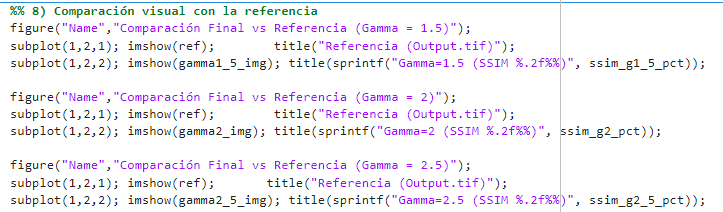 %% 8) Comparación visual con la referencia
figure("Name","Comparación Final vs Referencia (Gamma = 1.5)");
subplot(1,2,1); imshow(ref);        title("Referencia (Output.tif)");
subplot(1,2,2); imshow(gamma1_5_img); title(sprintf("Gamma=1.5 (SSIM %.2f%%)", ssim_g1_5_pct));
figure("Name","Comparación Final vs Referencia (Gamma = 2)");
subplot(1,2,1); imshow(ref);        title("Referencia (Output.tif)");
subplot(1,2,2); imshow(gamma2_img); title(sprintf("Gamma=2 (SSIM %.2f%%)", ssim_g2_pct));
figure("Name","Comparación Final vs Referencia (Gamma = 2.5)");
subplot(1,2,1); imshow(ref);       title("Referencia (Output.tif)");
subplot(1,2,2); imshow(gamma2_5_img); title(sprintf("Gamma=2.5 (SSIM %.2f%%)", ssim_g2_5_pct));